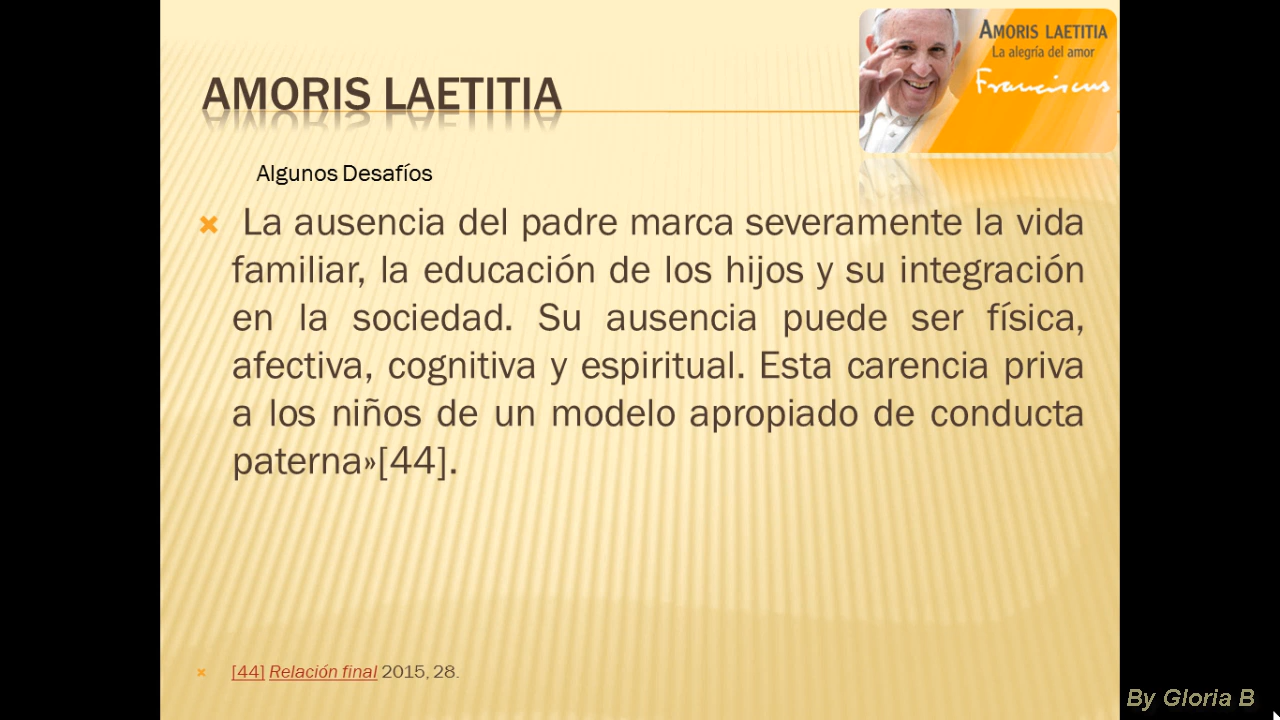 AMORIS LAETITIA
La alegría del amor
Franciscus
AMORIS LAETITIA
Algunos Desafíos
La ausencia del padre marca severamente la vida
familiar, la educación de los hijos y su integración
en la sociedad. Su ausencia puede ser física,
afectiva, cognitiva y espiritual. Esta carencia priva
a los niños de un modelo apropiado de conducta
paterna»[44].
[44] Relación final 2015, 28.
By Gloria B